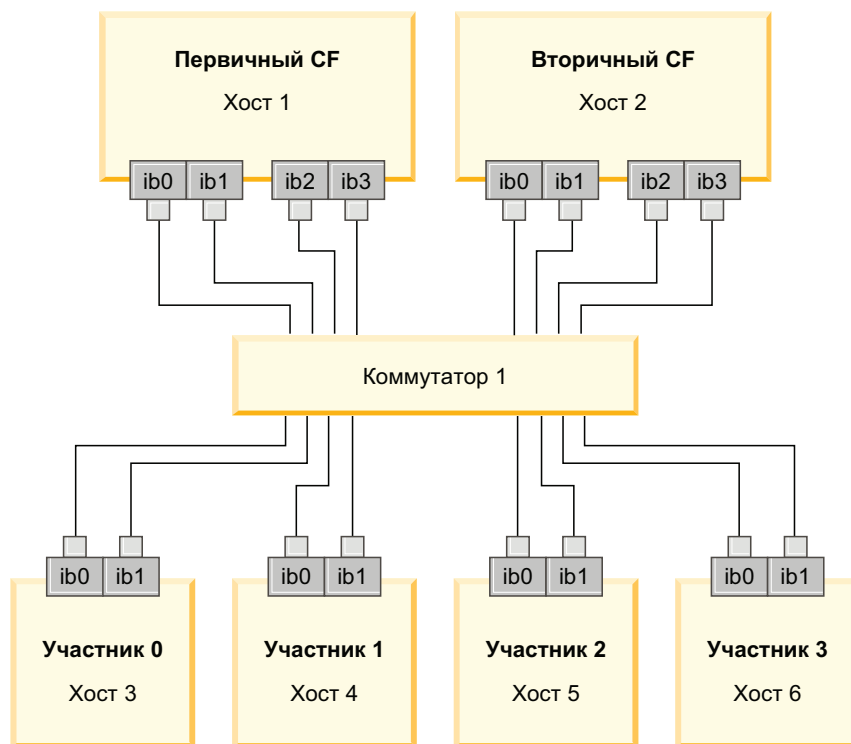 Первичный CF
Хост 1
Вторичный CF
Хост 2
ib0 ib1 ib2 ib3
ib0 ib1 ib2 ib3
Коммутатор 1
ib0 ib1
ib0 ib1
ib0 ib1
ib0 ib1
Участник 0
Хост 3
Участник 1
Хост 4
Участник 2
Хост 5
Участник 3
Хост 6